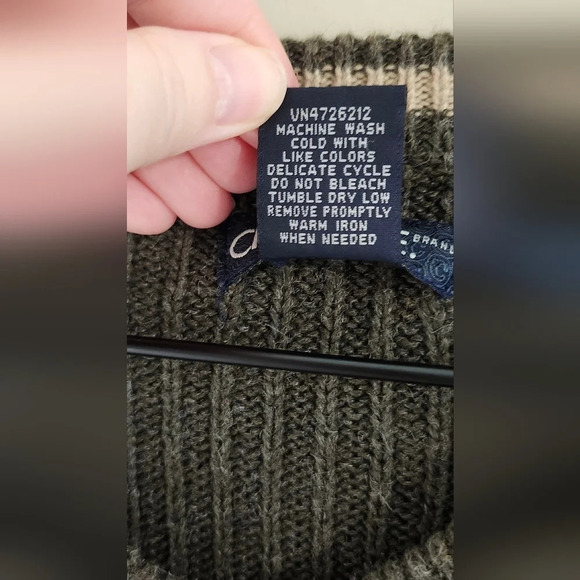 VN4726212
MACHINE WASH
COLD WITH
LIKE COLORS
DELICATE CYCLE
DO NOT BLEACH
TUMBLE DRY LOW
REMOVE PROMPTLY
WARM IRON
WHEN NEEDED